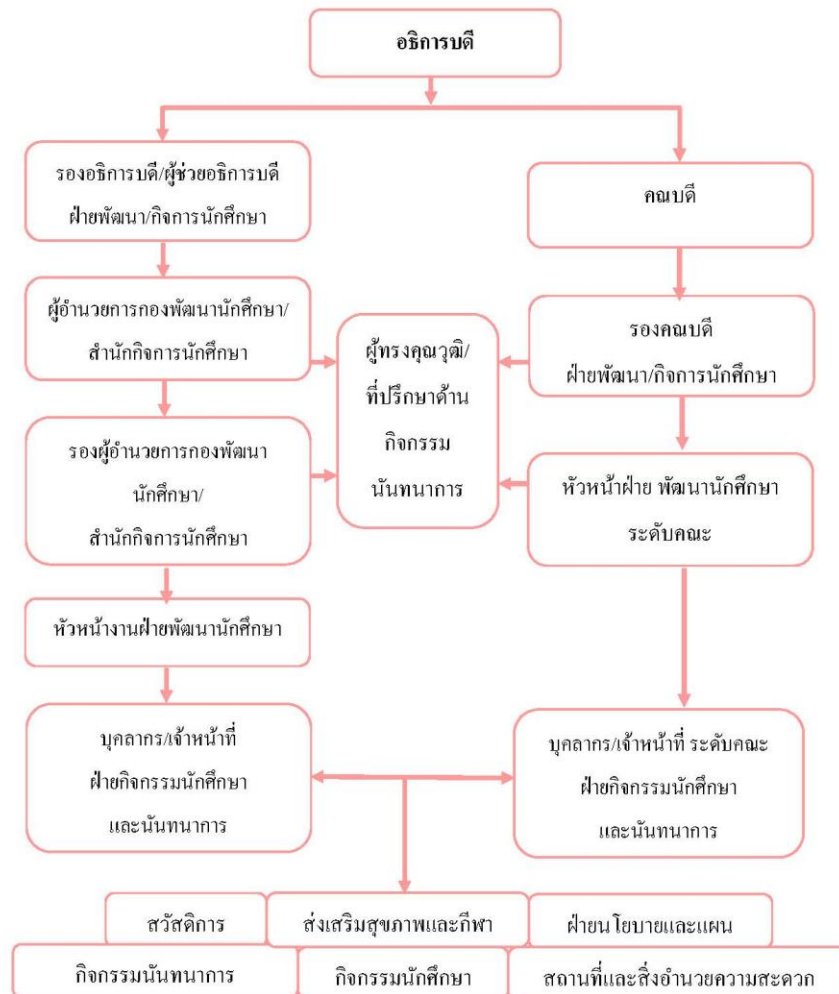 อธิการบดี
รองอธิการบดี/ผู้ช่วยอธิการบดี
ฝ่ายพัฒนา/กิจการนักศึกษา
คณบดี
ผู้อำนวยการกองพัฒนานักศึกษา/
สำนักกิจการนักศึกษา
ผู้ทรงคุณวุฒิ/
ที่ปรึกษาด้าน
กิจกรรม
นันทนาการ
รองคณบดี
ฝ่ายพัฒนา/กิจการนักศึกษา
รองผู้อำนวยการกองพัฒนา
นักศึกษา/
สำนักกิจการนักศึกษา
หัวหน้าฝ่าย พัฒนานักศึกษา
ระดับคณะ
หัวหน้างานฝ่ายพัฒนานักศึกษา
บุคลากร/เจ้าหน้าที่
ฝ่ายกิจกรรมนักศึกษา
และนันทนาการ
บุคลากร/เจ้าหน้าที่ ระดับคณะ
ฝ่ายกิจกรรมนักศึกษา
และนันทนาการ
สวัสดิการ
ส่งเสริมสุขภาพและกีฬา
ฝ่ายนโยบายและแผน
กิจกรรมนันทนาการ
กิจกรรมนักศึกษา
สถานที่และสิ่งอำนวยความสะดวก